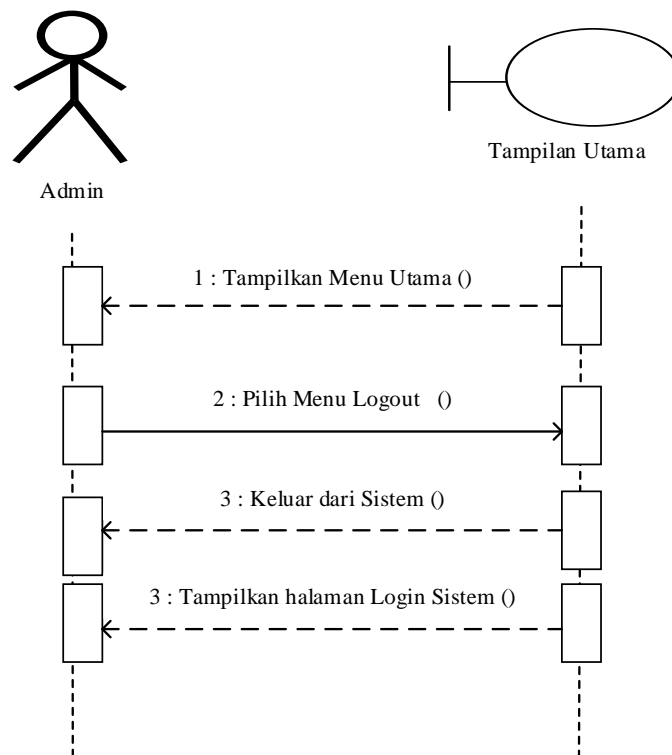 Tampilan Utama
Admin
1 : Tampilkan Menu Utama ()
2 : Pilih Menu Logout ()
3 : Keluar dari Sistem ()
3 : Tampilkan halaman Login Sistem ()